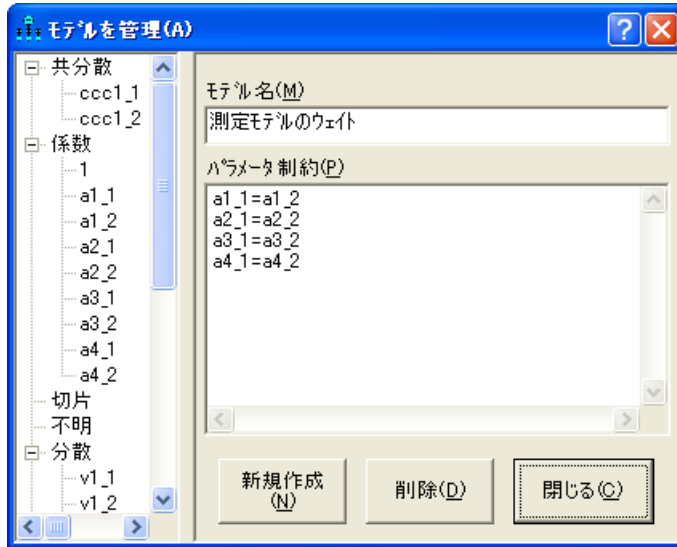 モデルを管理(A)
共分散
ccc1_1
ccc1_2
係数
1
a1_1
a1_2
a2_1
a2_2
a3_1
a3_2
a4_1
a4_2
切片
不明
分散
v1_1
v1_2
モデル名(M)
測定モデルのウェイト
パラメータ制約(P)
a1_1=a1_2
a2_1=a2_2
a3_1=a3_2
a4_1=a4_2
新規作成
(N)
削除(D)
閉じる(C)